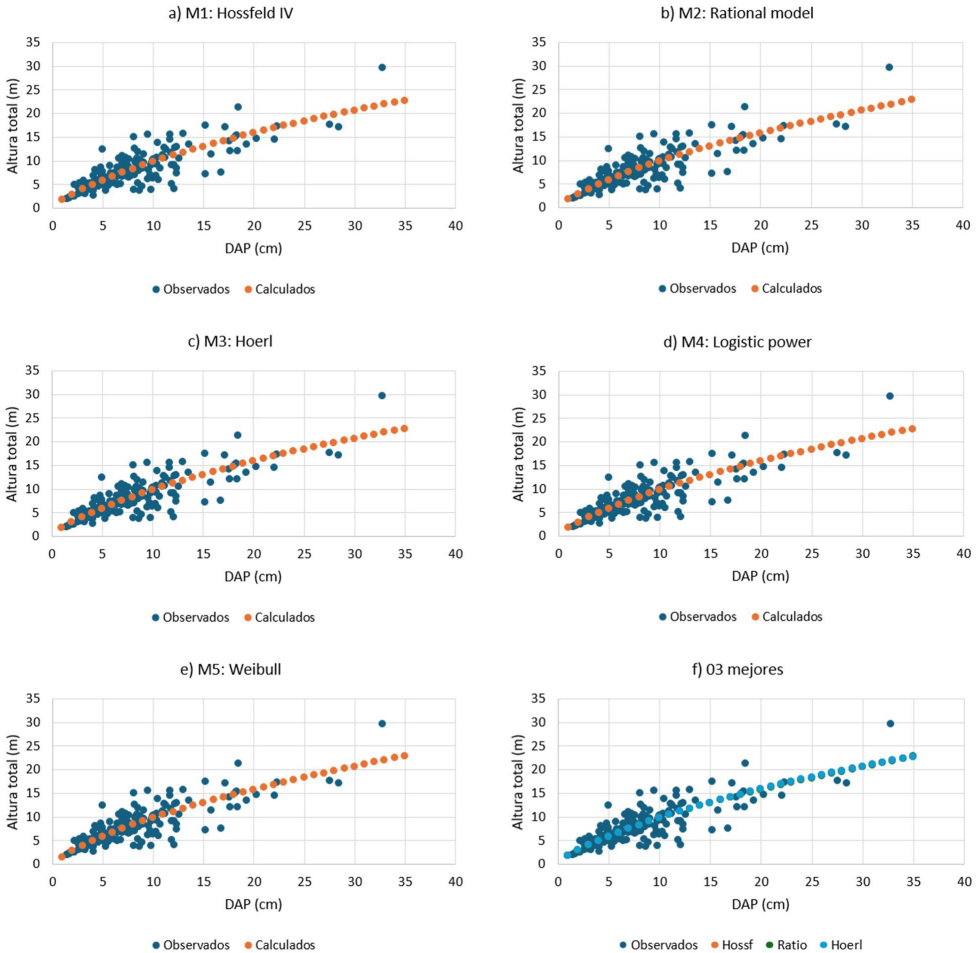 a) M1: Hossfeld IV
Altura total (m)
35
30
25
20
15
10
5
0
0 5 10 15 20 25 30 35 40
DAP (cm)
Observados Calculados
b) M2: Rational model
Altura total (m)
35
30
25
20
15
10
5
0
0 5 10 15 20 25 30 35 40
DAP (cm)
Observados Calculados
c) M3: Hoerl
Altura total (m)
35
30
25
20
15
10
5
0
0 5 10 15 20 25 30 35 40
DAP (cm)
Observados Calculados
d) M4: Logistic power
Altura total (m)
35
30
25
20
15
10
5
0
0 5 10 15 20 25 30 35 40
DAP (cm)
Observados Calculados
e) M5: Weibull
Altura total (m)
35
30
25
20
15
10
5
0
0 5 10 15 20 25 30 35 40
DAP (cm)
Observados Calculados
f) 03 mejores
Altura total (m)
35
30
25
20
15
10
5
0
0 5 10 15 20 25 30 35 40
DAP (cm)
Observados Hossf Ratio Hoerl